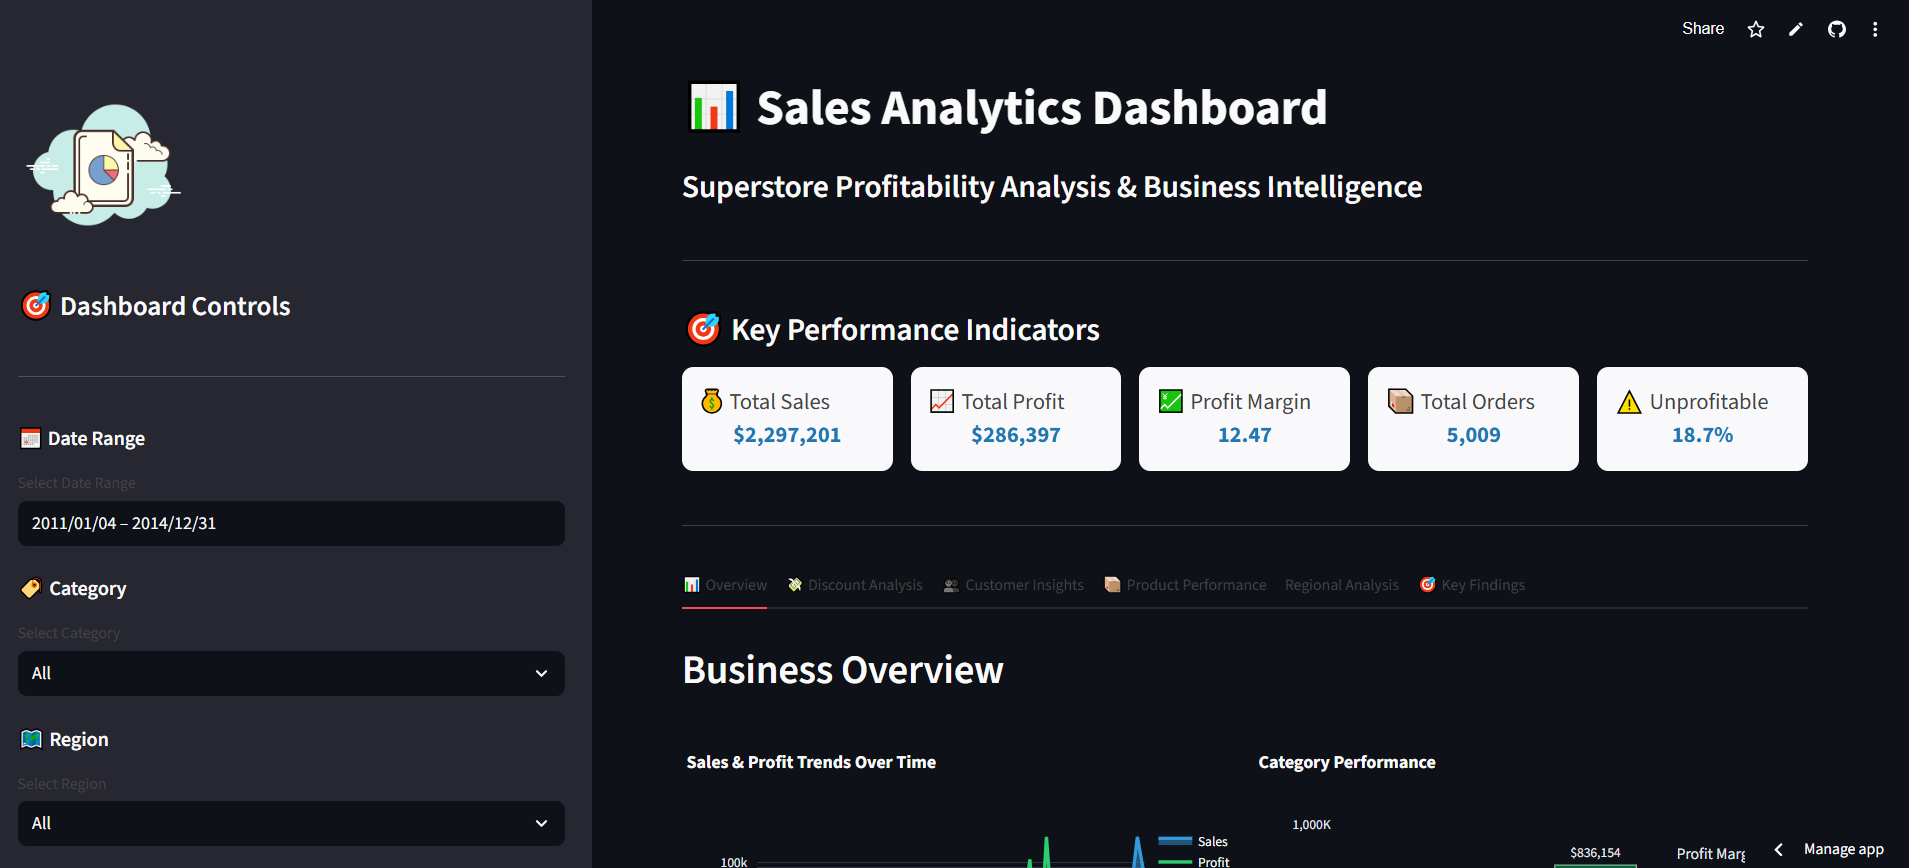 Share
Dashboard Controls
Date Range
Select Date Range
2011/01/04 – 2014/12/31
Category
Select Category
All
Region
Select Region
All
Sales Analytics Dashboard
Superstore Profitability Analysis & Business Intelligence
Key Performance Indicators
Total Sales
$2,297,201
Total Profit
$286,397
Profit Margin
12.47
Total Orders
5,009
Unprofitable
18.7%
Overview
Discount Analysis
Customer Insights
Product Performance
Regional Analysis
Key Findings
Business Overview
Sales & Profit Trends Over Time
100k
Sales
Profit
Category Performance
1,000K
$836,154
Profit Marg
Manage app